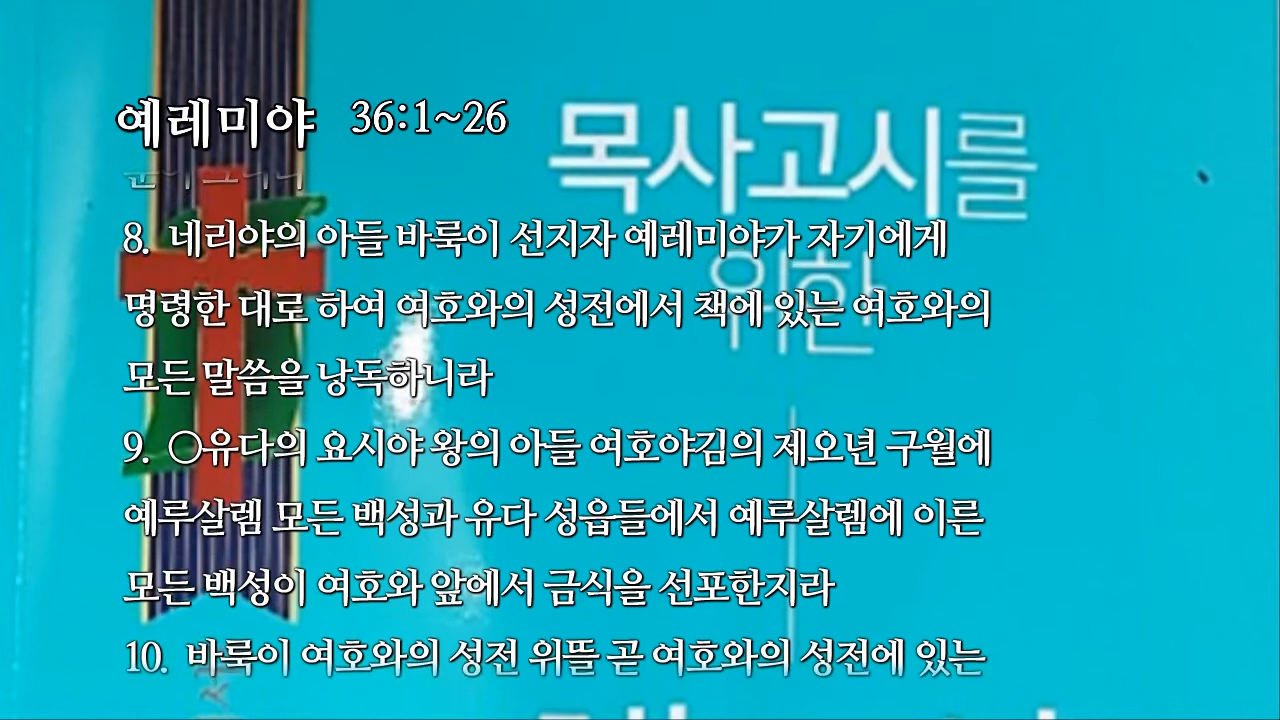 예레미야 36:1~26
목사고시를
위한
8. 네리야의 아들 바룩이 선지자 예레미야가 자기에게
명령한 대로 하여 여호와의 성전에서 책에 있는 여호와의
모든 말씀을 낭독하니라
9. ○유다의 요시야 왕의 아들 여호야김의 제오년 구월에
예루살렘 모든 백성과 유다 성읍들에서 예루살렘에 이른
모든 백성이 여호와 앞에서 금식을 선포한지라
10. 바룩이 여호와의 성전 위뜰 곧 여호와의 성전에 있는